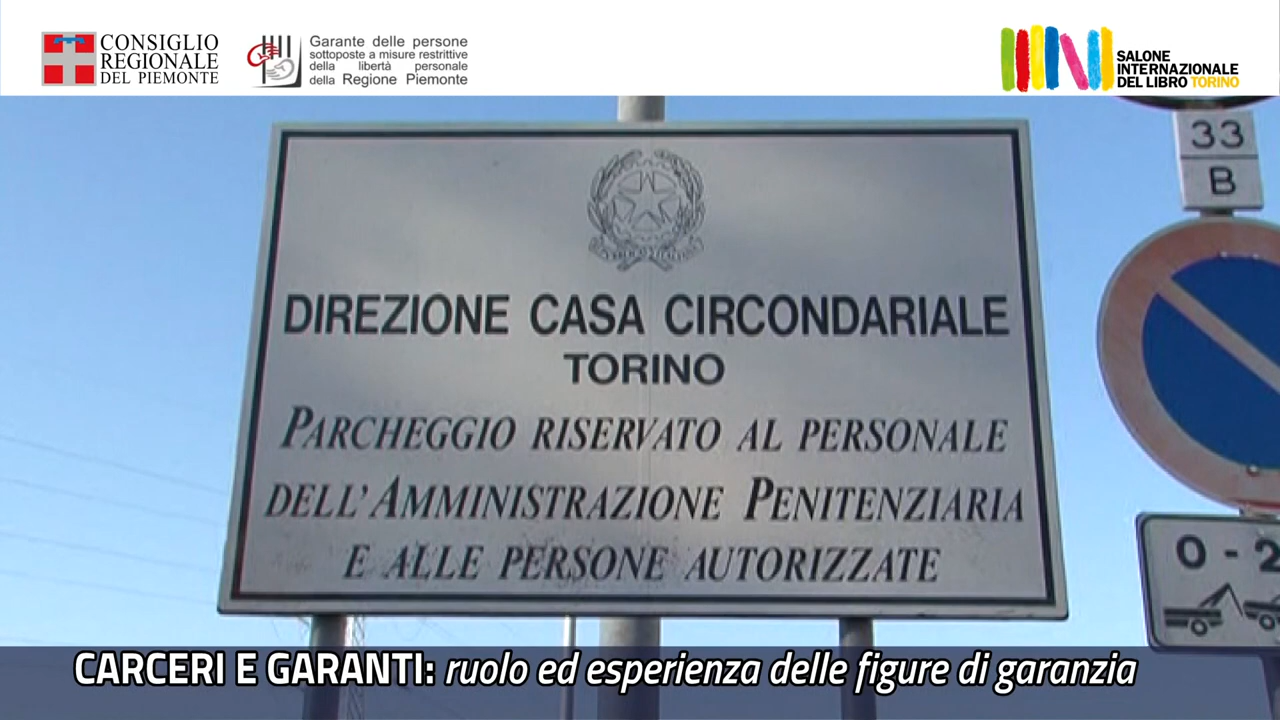 CONSIGLIO
REGIONALE
DEL PIEMONTE
Garante delle persone
sottoposte a misure restrittive
della libertà personale
della Regione Piemonte
SALONE
INTERNAZIONALE
DEL LIBRO TORINO
33
B
DIREZIONE CASA CIRCONDARIALE
TORINO
PARCHEGGIO RISERVATO AL PERSONALE
DELL'AMMINISTRAZIONE PENITENZIARIA
E ALLE PERSONE AUTORIZZATE
0 - 2
CARCERI E GARANTI: ruolo ed esperienza delle figure di garanzia